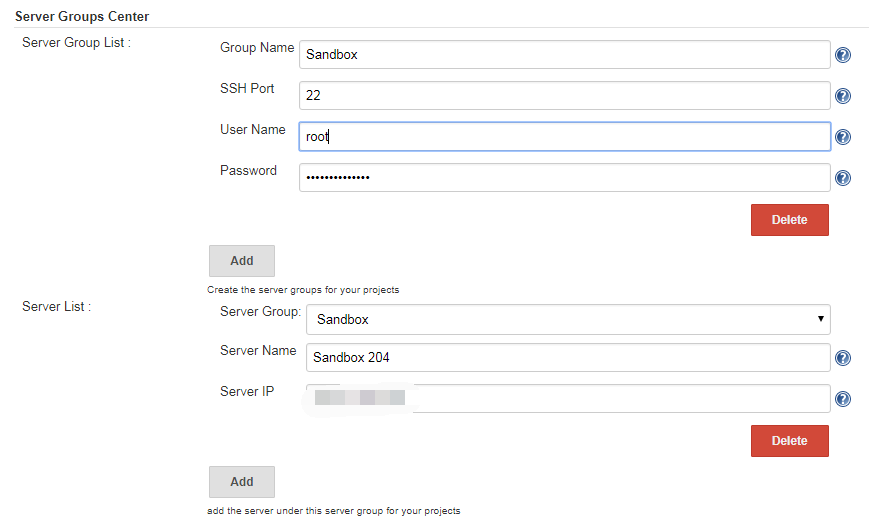 Server Groups Center
Server Group List :
Group Name Sandbox
SSH Port 22
User Name root
Password ••••••••••••••
Delete
Add
Create the server groups for your projects
Server List :
Server Group: Sandbox
Server Name Sandbox 204
Server IP
Delete
Add
add the server under this server group for your projects